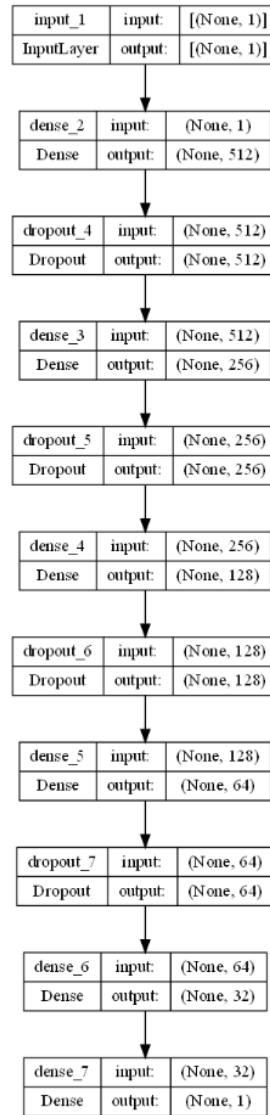 input_1 input: [(None, 1)]
InputLayer output: [(None, 1)]
dense_2 input: (None, 1)
Dense output: (None, 512)
dropout_4 input: (None, 512)
Dropout output: (None, 512)
dense_3 input: (None, 512)
Dense output: (None, 256)
dropout_5 input: (None, 256)
Dropout output: (None, 256)
dense_4 input: (None, 256)
Dense output: (None, 128)
dropout_6 input: (None, 128)
Dropout output: (None, 128)
dense_5 input: (None, 128)
Dense output: (None, 64)
dropout_7 input: (None, 64)
Dropout output: (None, 64)
dense_6 input: (None, 64)
Dense output: (None, 32)
dense_7 input: (None, 32)
Dense output: (None, 1)